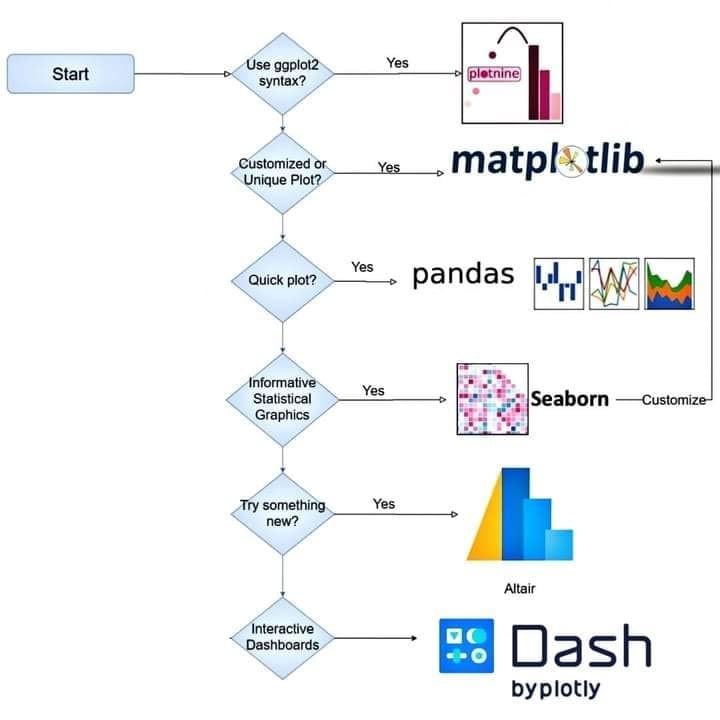 Start
Use ggplot2
syntax?
Yes
plotnine
Customized or
Unique Plot?
Yes
matplotlib
Quick plot?
Yes
pandas
Informative
Statistical
Graphics
Yes
Seaborn
Customize
Try something
new?
Yes
Altair
Interactive
Dashboards
Dash
by plotly